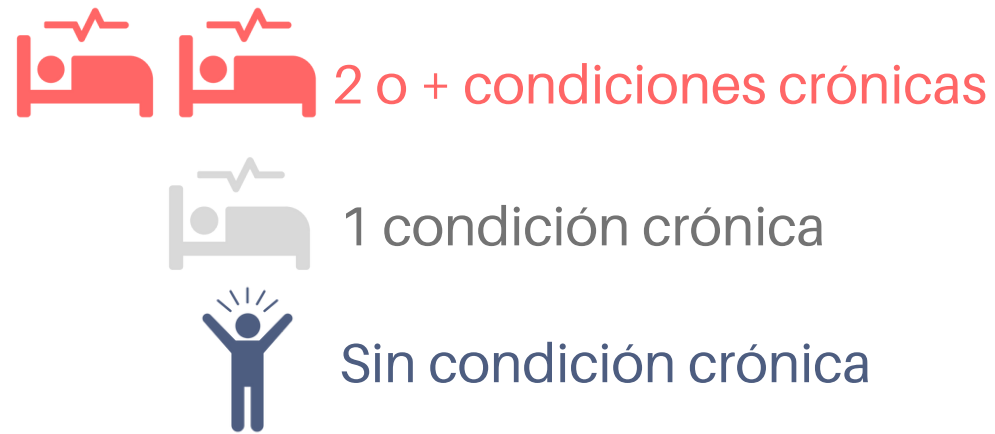 2 o + condiciones crónicas
1 condición crónica
Sin condición crónica